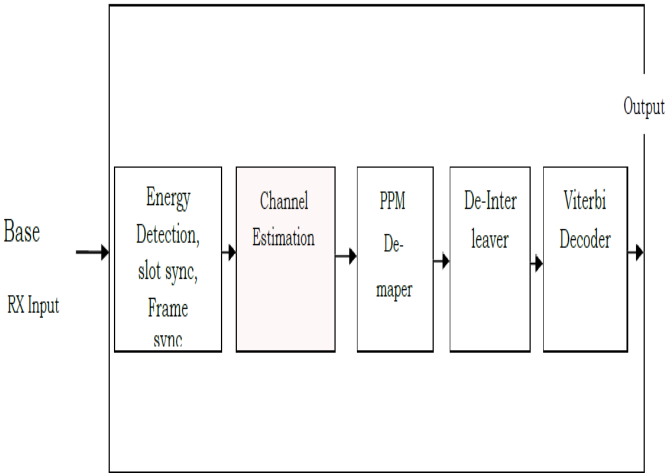 Base
RX Input
Energy
Detection,
slot sync,
Frame
sync
Channel
Estimation
PPM
De-
maper
De-Inter
leaver
Viterbi
Decoder
Output